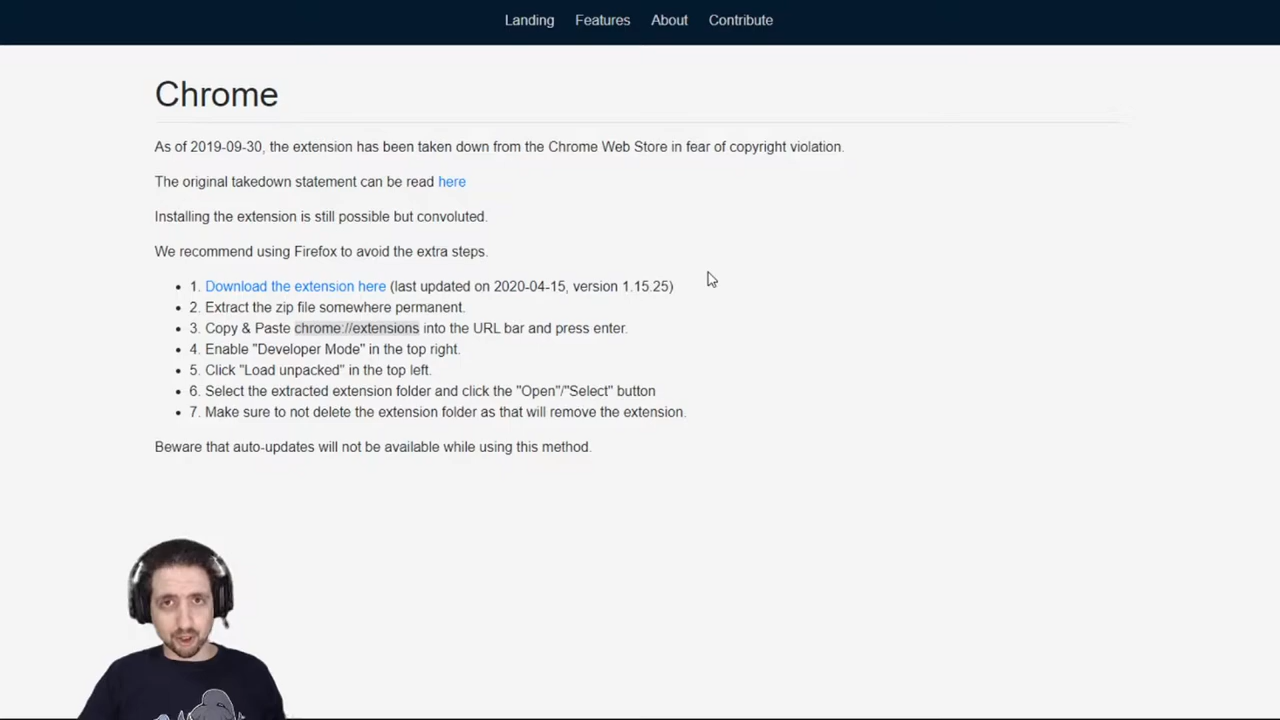 Landing Features About Contribute
Chrome
As of 2019-09-30, the extension has been taken down from the Chrome Web Store in fear of copyright violation.
The original takedown statement can be read here
Installing the extension is still possible but convoluted.
We recommend using Firefox to avoid the extra steps.
• 1. Download the extension here (last updated on 2020-04-15, version 1.15.25)
• 2. Extract the zip file somewhere permanent.
• 3. Copy & Paste chrome://extensions into the URL bar and press enter.
• 4. Enable "Developer Mode" in the top right.
• 5. Click "Load unpacked" in the top left.
• 6. Select the extracted extension folder and click the "Open"/"Select" button
• 7. Make sure to not delete the extension folder as that will remove the extension.
Beware that auto-updates will not be available while using this method.